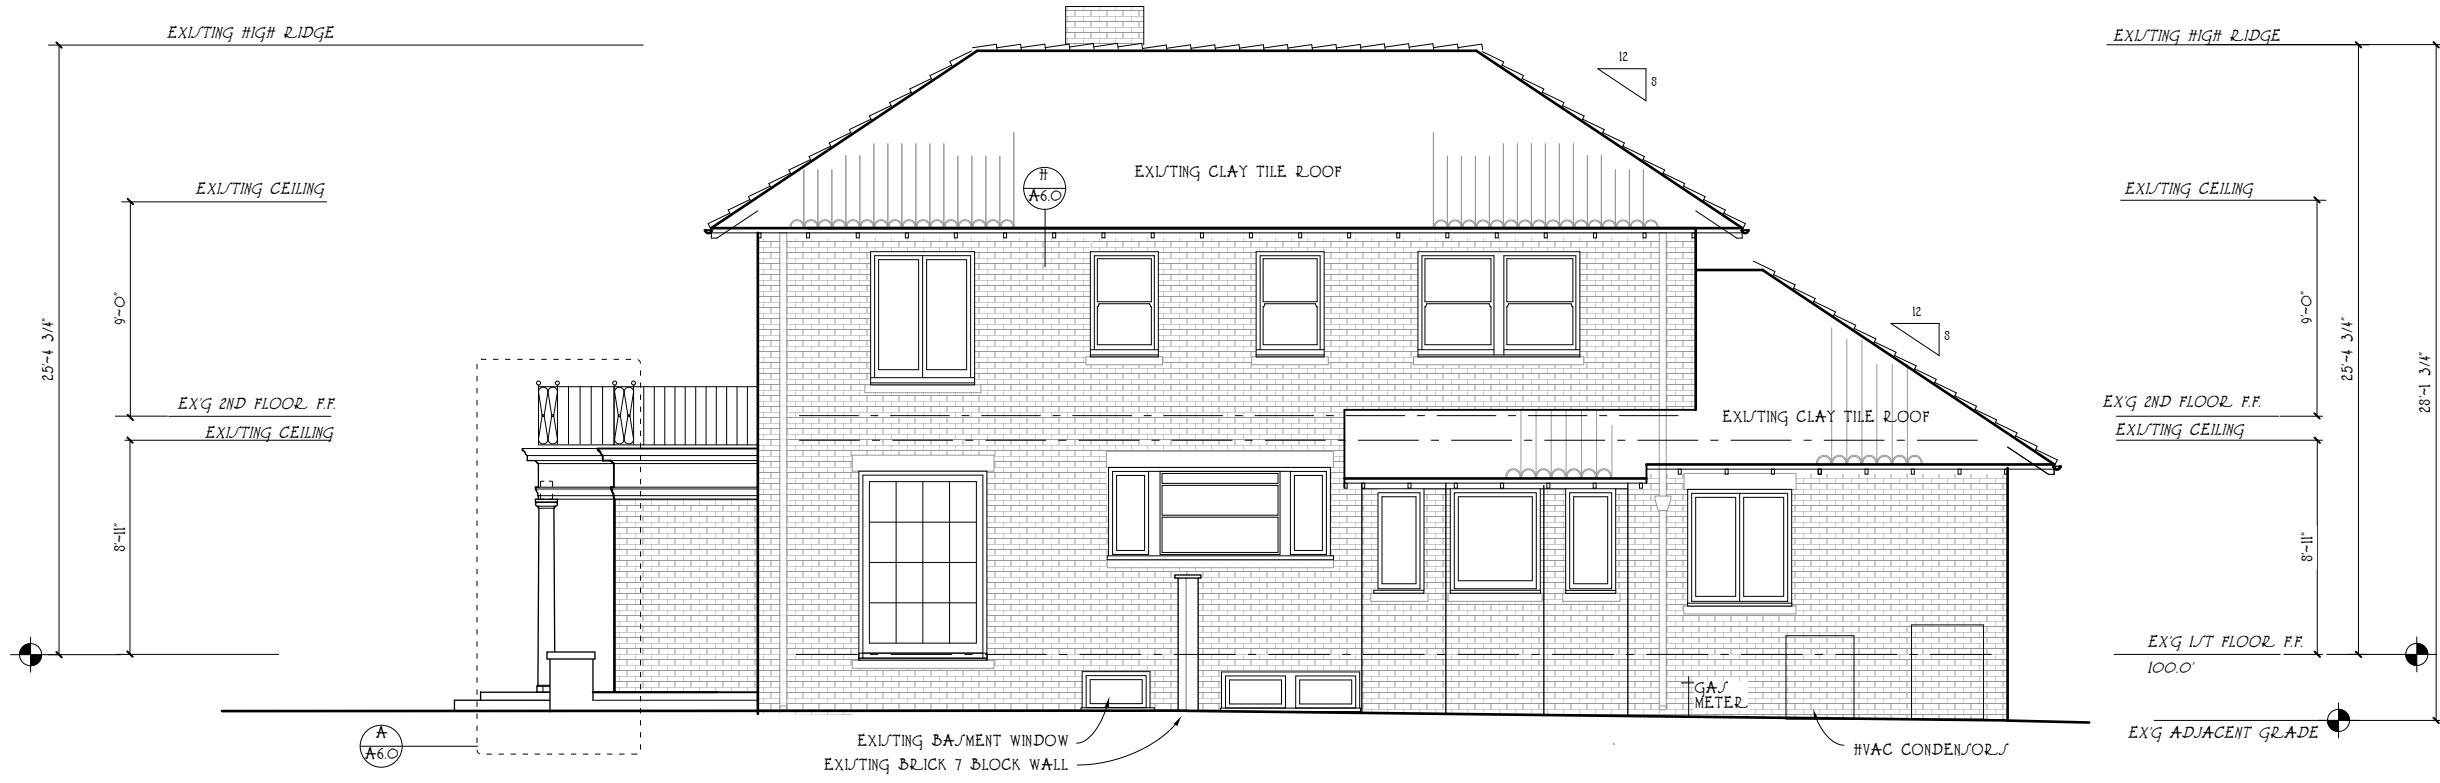 EXISTING HIGH RIDGE
EXISTING HIGH RIDGE
12
8
EXISTING CLAY TILE ROOF
H
A6.0
EXISTING CEILING
EXISTING CEILING
9'~0"
9'~0"
25'~4 3/4"
25'~4 3/4"
28'~1 3/4"
12
8
EX'G 2ND FLOOR F.F.
EX'G 2ND FLOOR F.F.
EXISTING CLAY TILE ROOF
EXISTING CEILING
EXISTING CEILING
8'~11"
8'~11"
EX'G 1ST FLOOR F.F.
100.0'
GAS
METER
A
A6.0
EXISTING BASMENT WINDOW
EXISTING BRICK 7 BLOCK WALL
HVAC CONDENSORS
EX'G ADJACENT GRADE